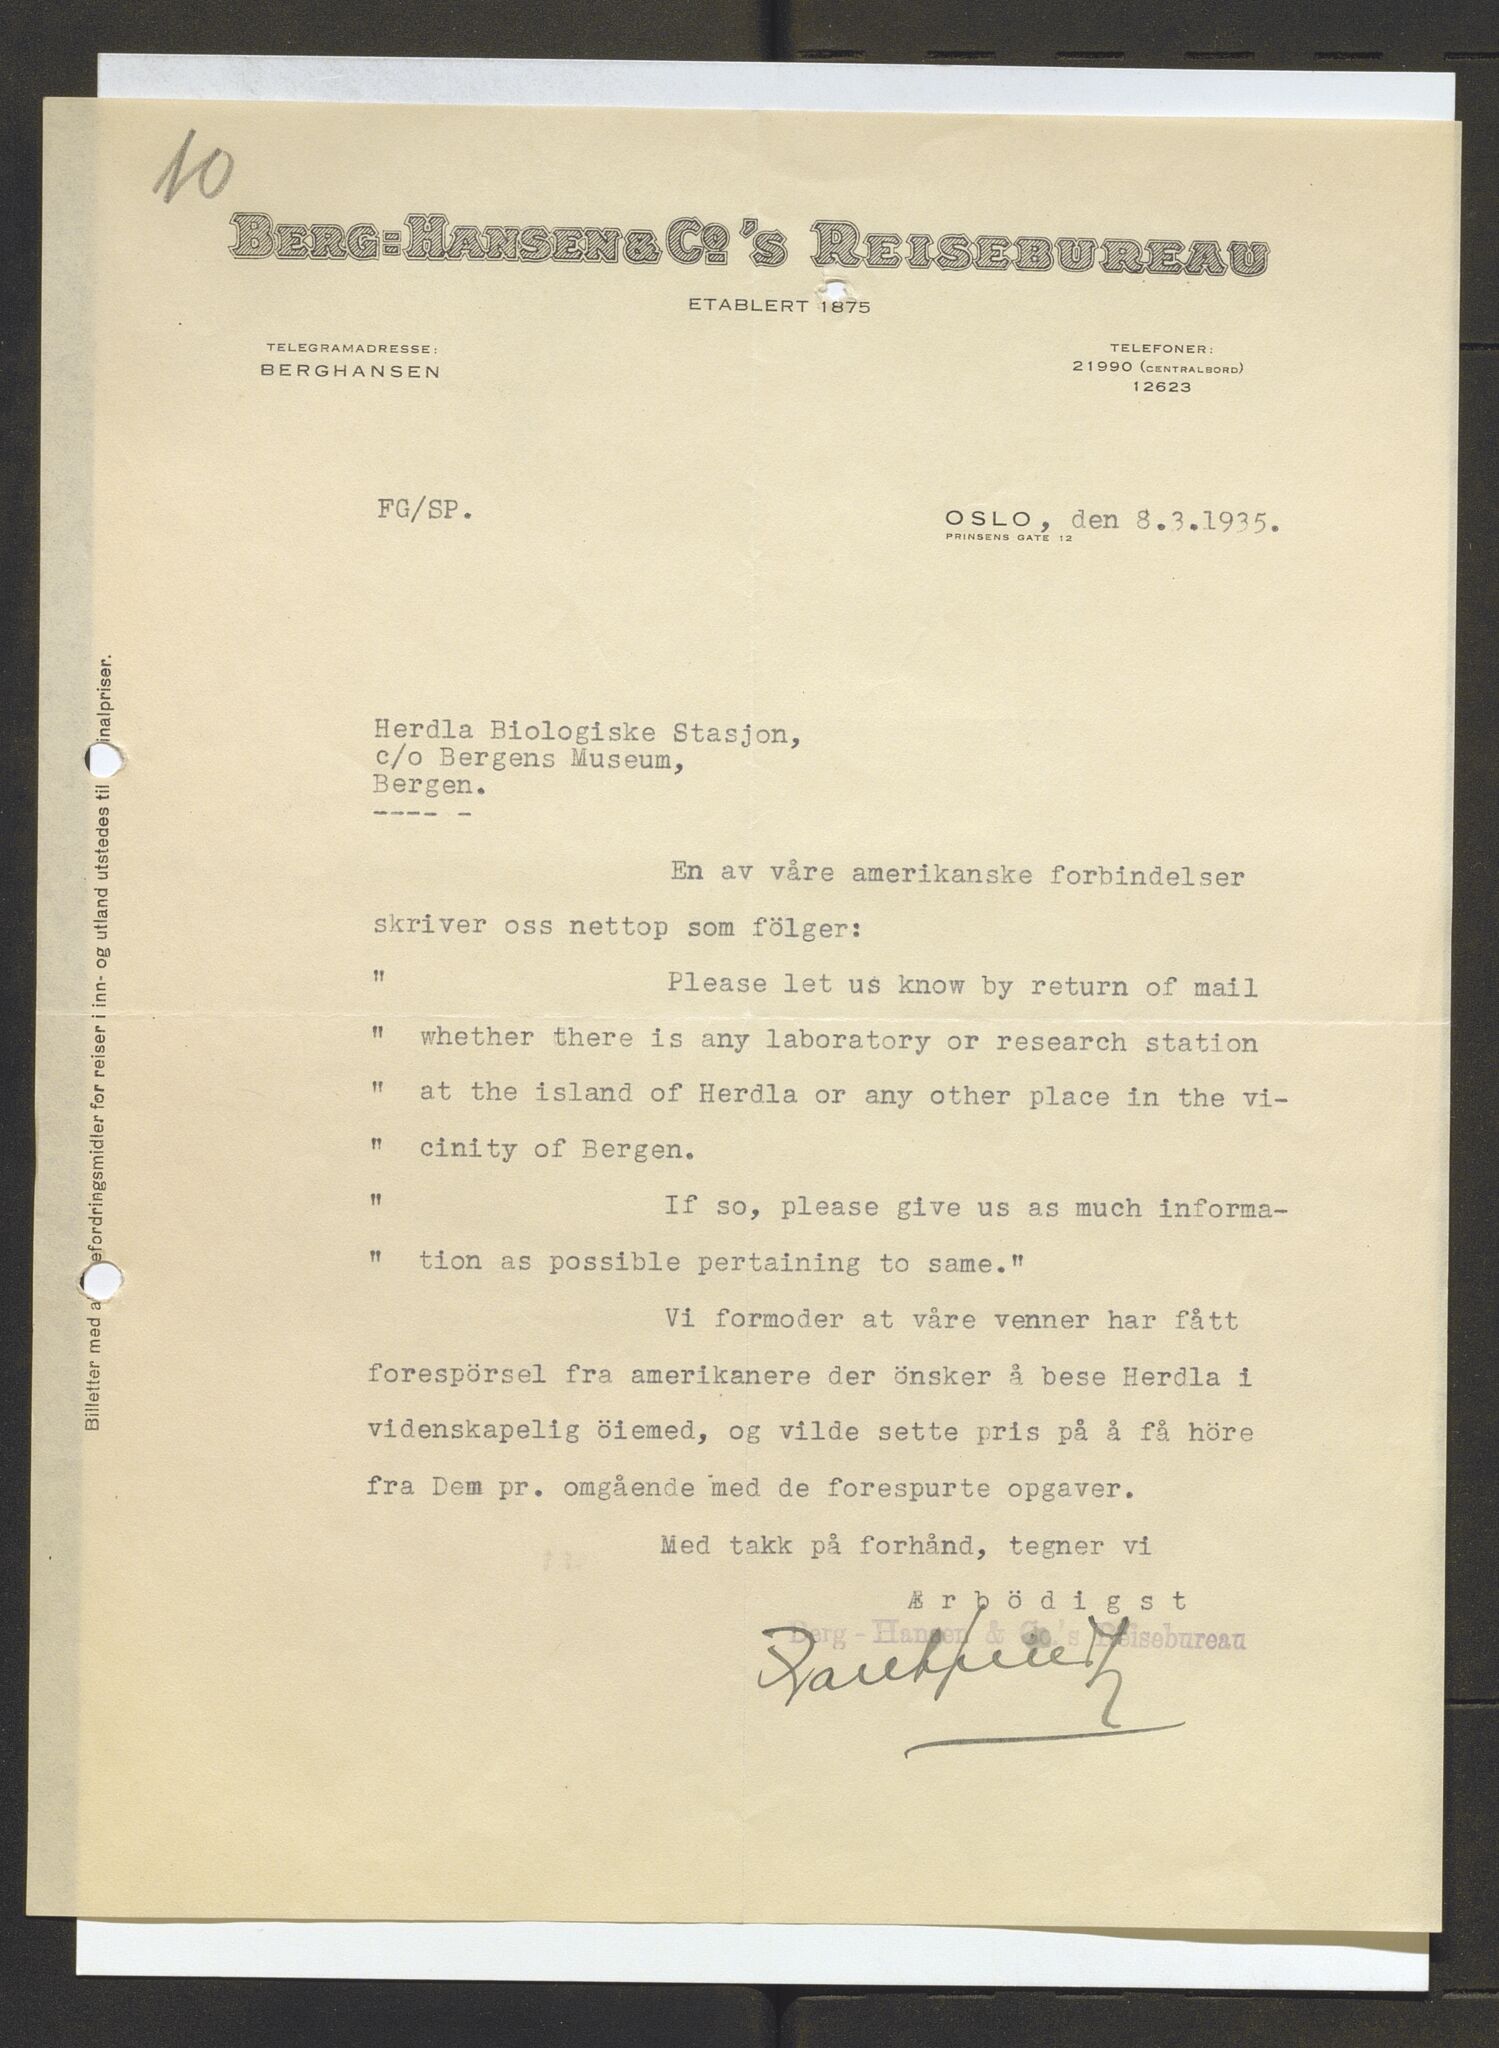 10
BERG=HANSEN & Co's REISEBUREAU
ETABLERT 1875
TELEGRAMADRESSE:
BERGHANSEN
TELEFONER:
21990 (CENTRALBORD)
12623
FG/SP.
OSLO, den 8.3.1935.
PRINSENS GATE 12
Herdla Biologiske Stasjon,
c/o Bergens Museum,
Bergen.
---- -
En av våre amerikanske forbindelser
skriver oss nettop som fölger:
" Please let us know by return of mail
" whether there is any laboratory or research station
" at the island of Herdla or any other place in the vi-
" cinity of Bergen.
" If so, please give us as much informa-
" tion as possible pertaining to same."
Vi formoder at våre venner har fått
forespörsel fra amerikanere der önsker å bese Herdla i
videnskapelig öiemed, og vilde sette pris på å få höre
fra Dem pr. omgående med de forespurte opgaver.
Med takk på forhånd, tegner vi
Ærbödigst
Berg-Hansen & Co.'s Reisebureau
Billetter med a efordringsmidler for reiser i inn- og utland utstedes til inalpriser.